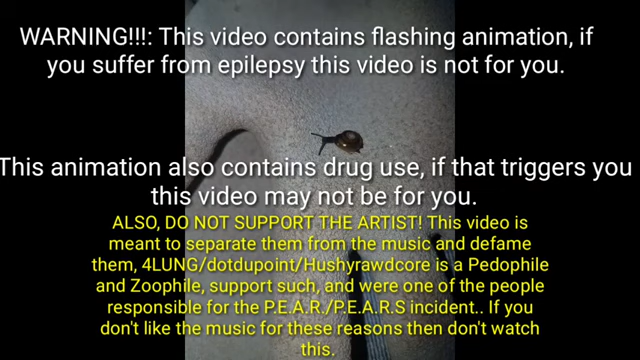 WARNING!!!: This video contains flashing animation, if
you suffer from epilepsy this video is not for you.
This animation also contains drug use, if that triggers you
this video may not be for you.
ALSO, DO NOT SUPPORT THE ARTIST! This video is
meant to separate them from the music and defame
them, 4LUNG/dotdupoint/Hushyrawdcore is a Pedophile
and Zoophile, support such, and were one of the people
responsible for the P.E.A.R./P.E.A.R.S incident.. If you
don't like the music for these reasons then don't watch
this.